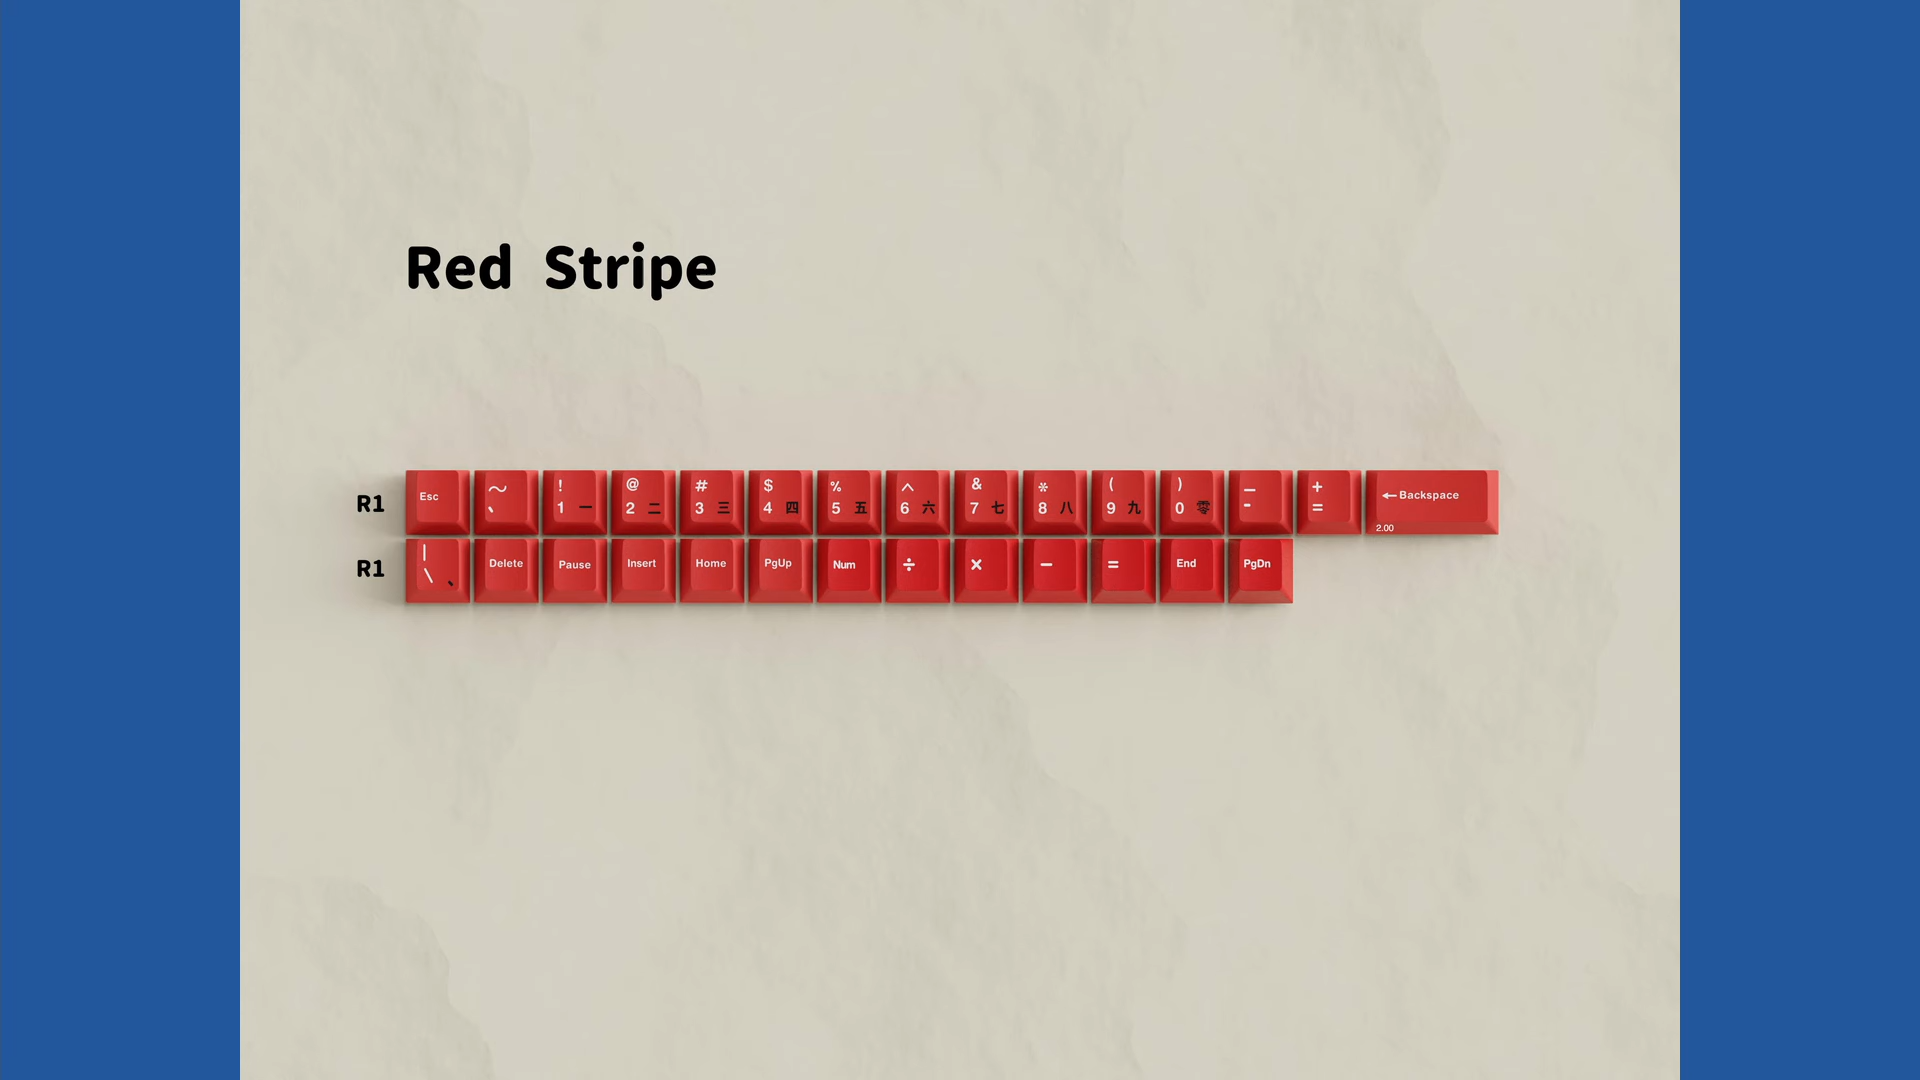 Red Stripe
R1 Esc ~ ` ! 1 一 @ 2 二 # 3 三 $ 4 四 % 5 五 ^ 6 六 & 7 七 * 8 八 ( 9 九 ) 0 零 _ - + = ←Backspace 2.00
R1 | \ 、 Delete Pause Insert Home PgUp Num ÷ × − = End PgDn